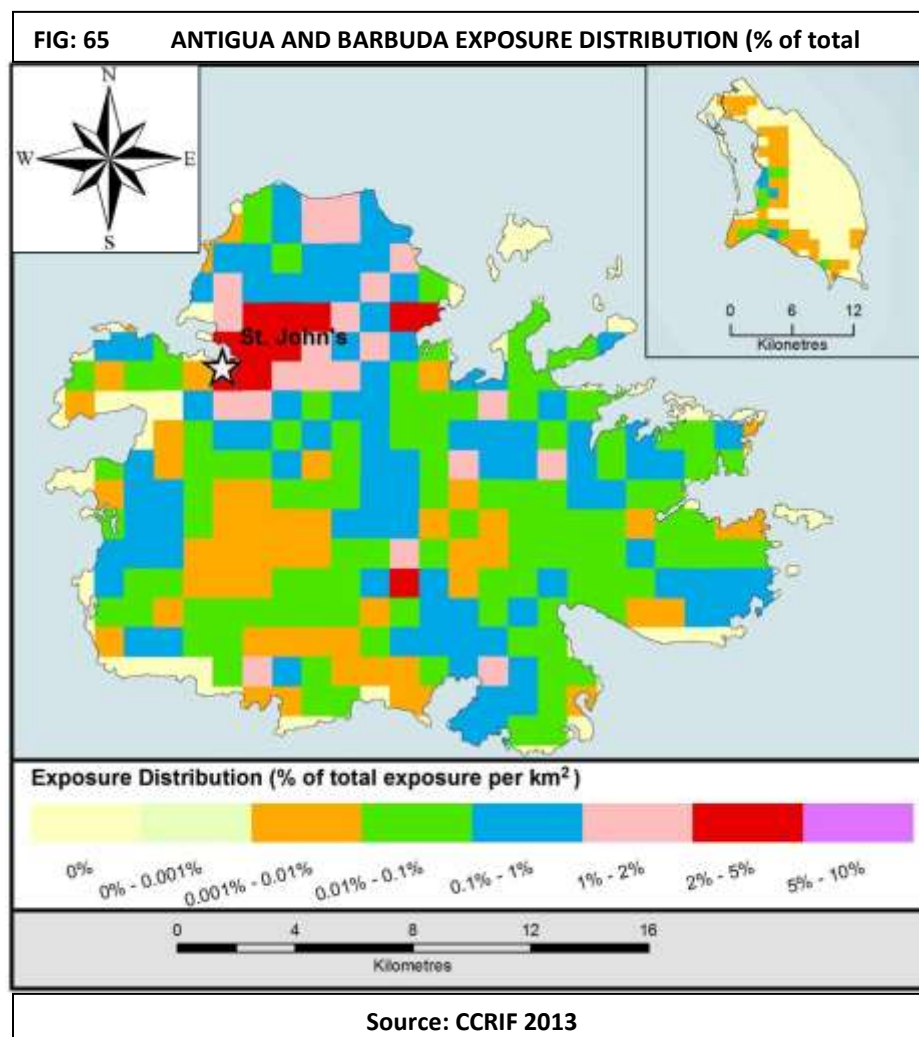 FIG: 65 ANTIGUA AND BARBUDA EXPOSURE DISTRIBUTION (% of total
N
W E
S
0 6 12
Kilonetres
St. John's
Exposure Distribution (% of total exposure per km²)
0% 0% - 0.001% 0.001% - 0.01% 0.01% - 0.1% 0.1% - 1% 1% - 2% 2% - 5% 5% - 10%
0 4 8 12 16
Kilometres
Source: CCRIF 2013